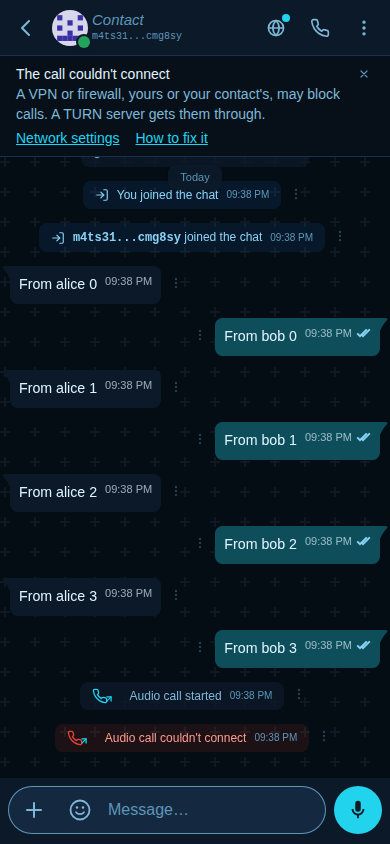 Contact
m4ts31...cmg8sy
The call couldn't connect
A VPN or firewall, yours or your contact's, may block
calls. A TURN server gets them through.
Network settings How to fix it
Today
You joined the chat 09:38 PM
m4ts31...cmg8sy joined the chat 09:38 PM
From alice 0 09:38 PM
From bob 0 09:38 PM
From alice 1 09:38 PM
From bob 1 09:38 PM
From alice 2 09:38 PM
From bob 2 09:38 PM
From alice 3 09:38 PM
From bob 3 09:38 PM
Audio call started 09:38 PM
Audio call couldn't connect 09:38 PM
Message…